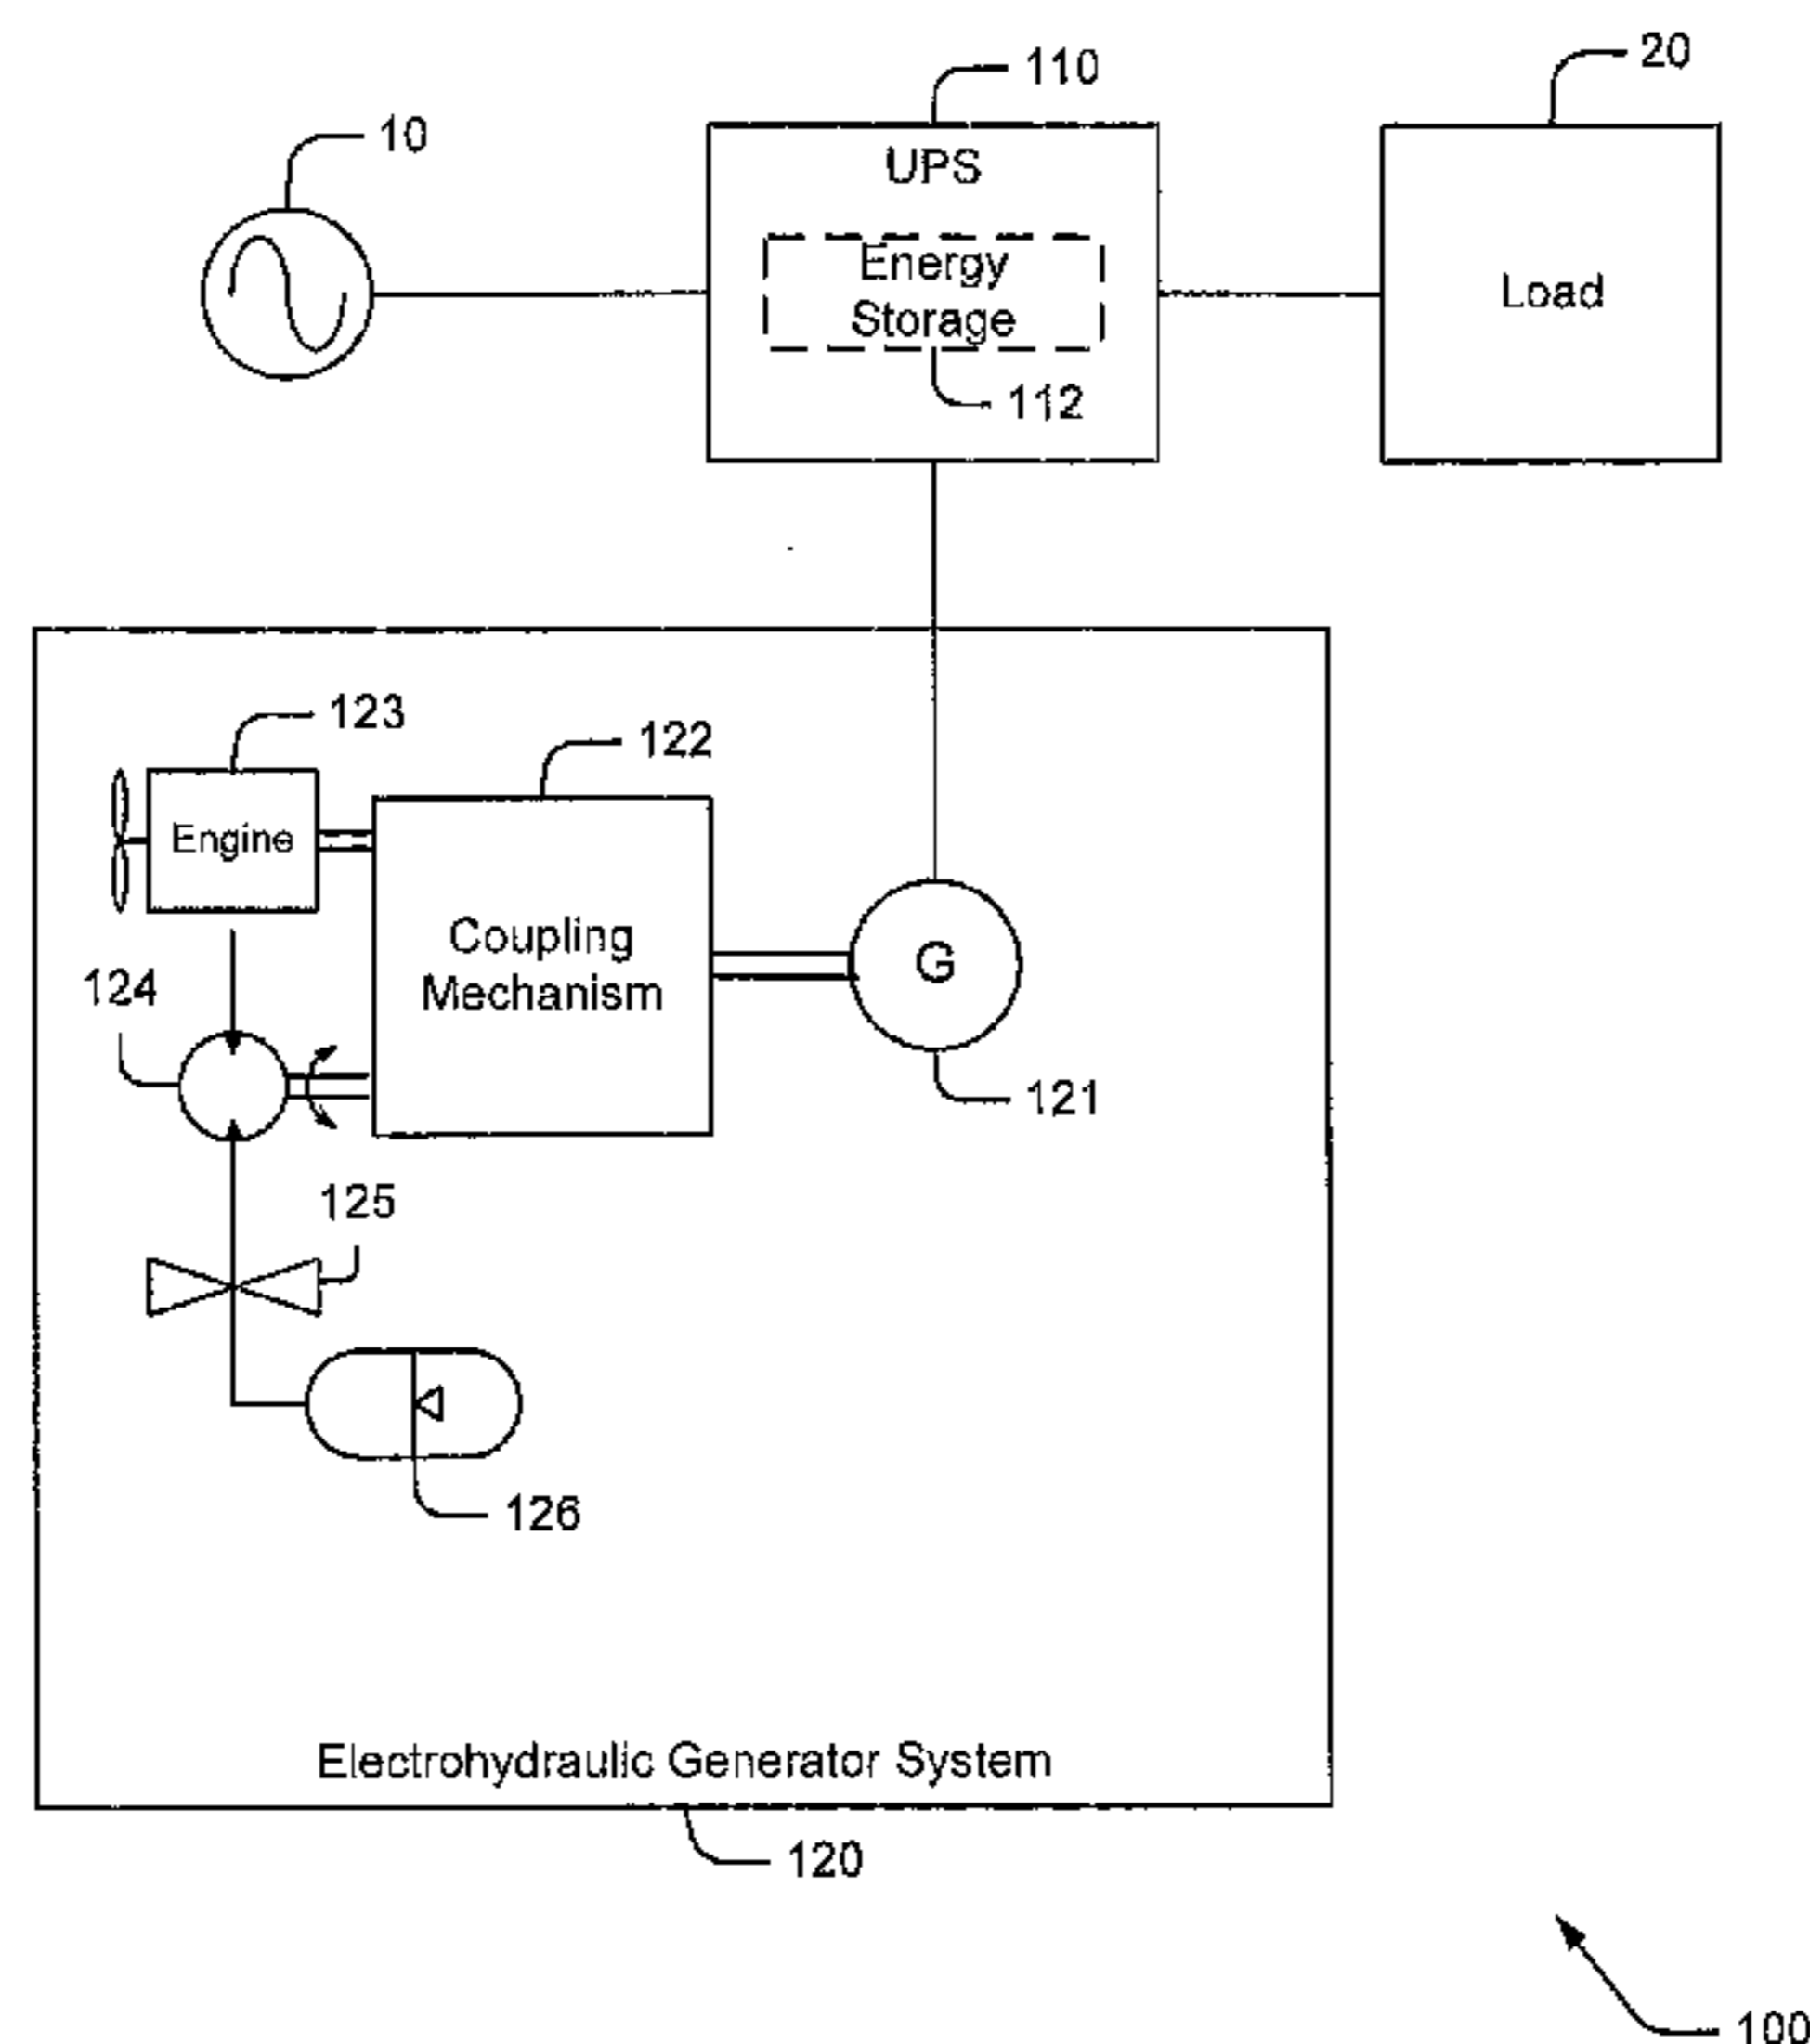 110
20
10
UPS
Energy
Storage
Load
112
123
122
Engine
Coupling
Mechanism
G
124
121
125
126
Electrohydraulic Generator System
120
100